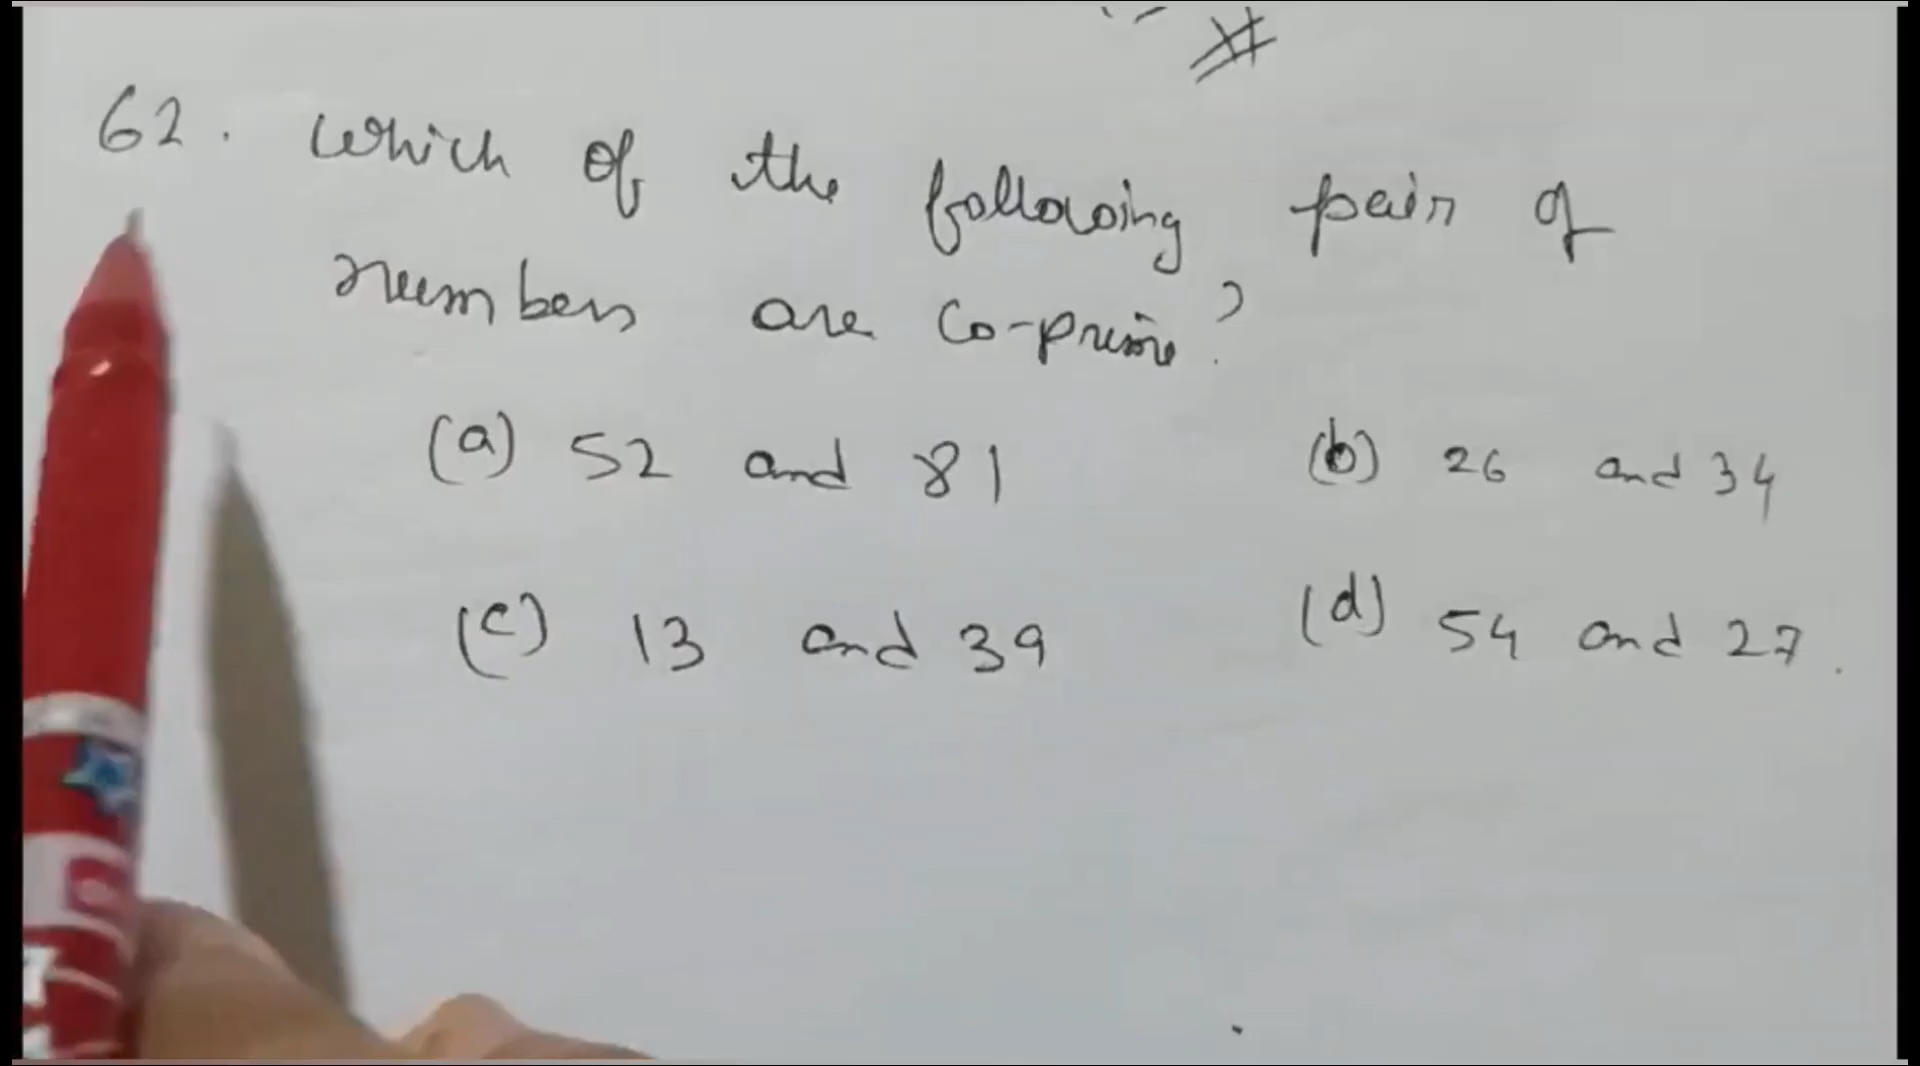 62. Which of the following pair of
numbers are co-prime?
(a) 52 and 81 (b) 26 and 34
(c) 13 and 39 (d) 54 and 27.